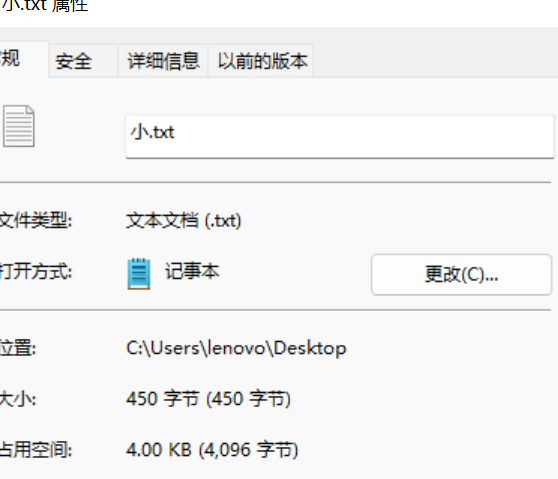 小.txt 属性
规
安全
详细信息
以前的版本
小.txt
文件类型:
文本文档 (.txt)
打开方式:
记事本
更改(C)...
位置:
C:\Users\lenovo\Desktop
大小:
450 字节 (450 字节)
占用空间:
4.00 KB (4,096 字节)